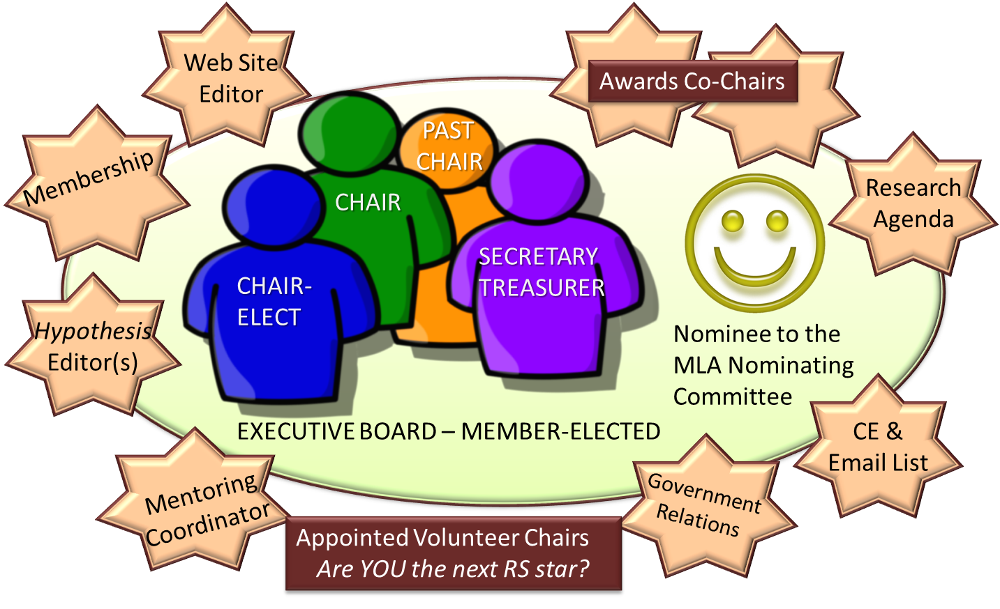 Web Site
Editor
Awards Co-Chairs
Membership
PAST
CHAIR
CHAIR
Research
Agenda
SECRETARY
TREASURER
CHAIR-
ELECT
Hypothesis
Editor(s)
Nominee to the
MLA Nominating
Committee
EXECUTIVE BOARD – MEMBER-ELECTED
CE &
Email List
Mentoring
Coordinator
Government
Relations
Appointed Volunteer Chairs
Are YOU the next RS star?